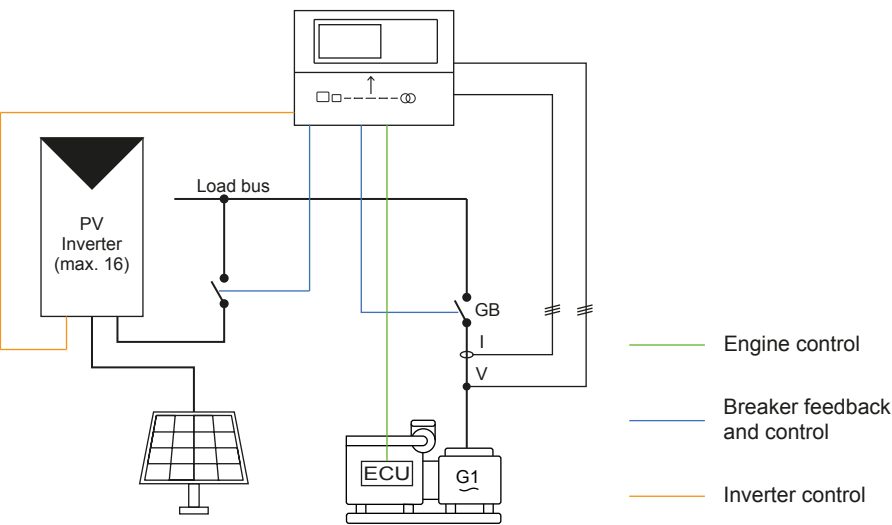 Load bus
PV
Inverter
(max. 16)
GB
I
V
ECU
G1
Engine control
Breaker feedback
and control
Inverter control